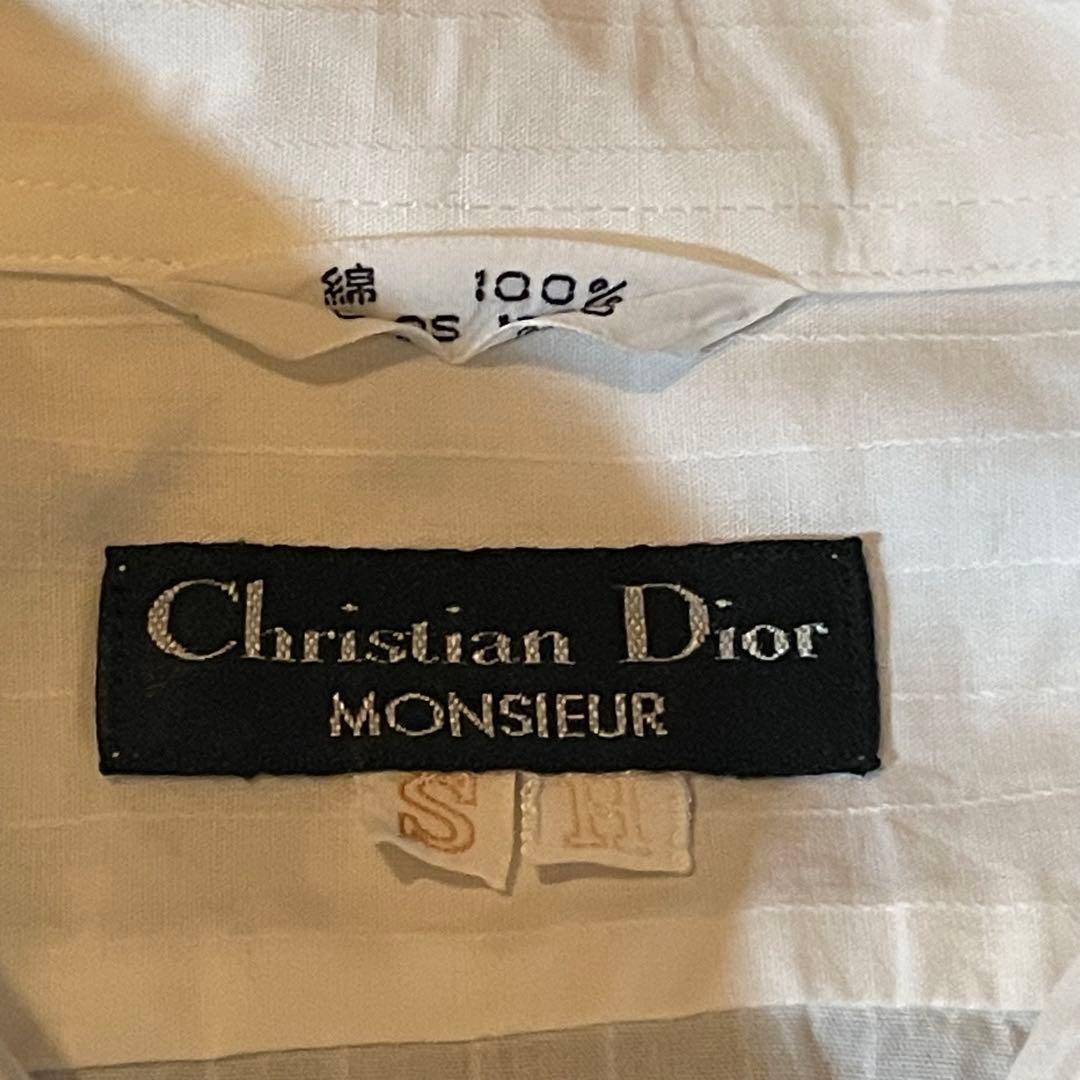 綿 100%
Christian Dior
MONSIEUR
S H